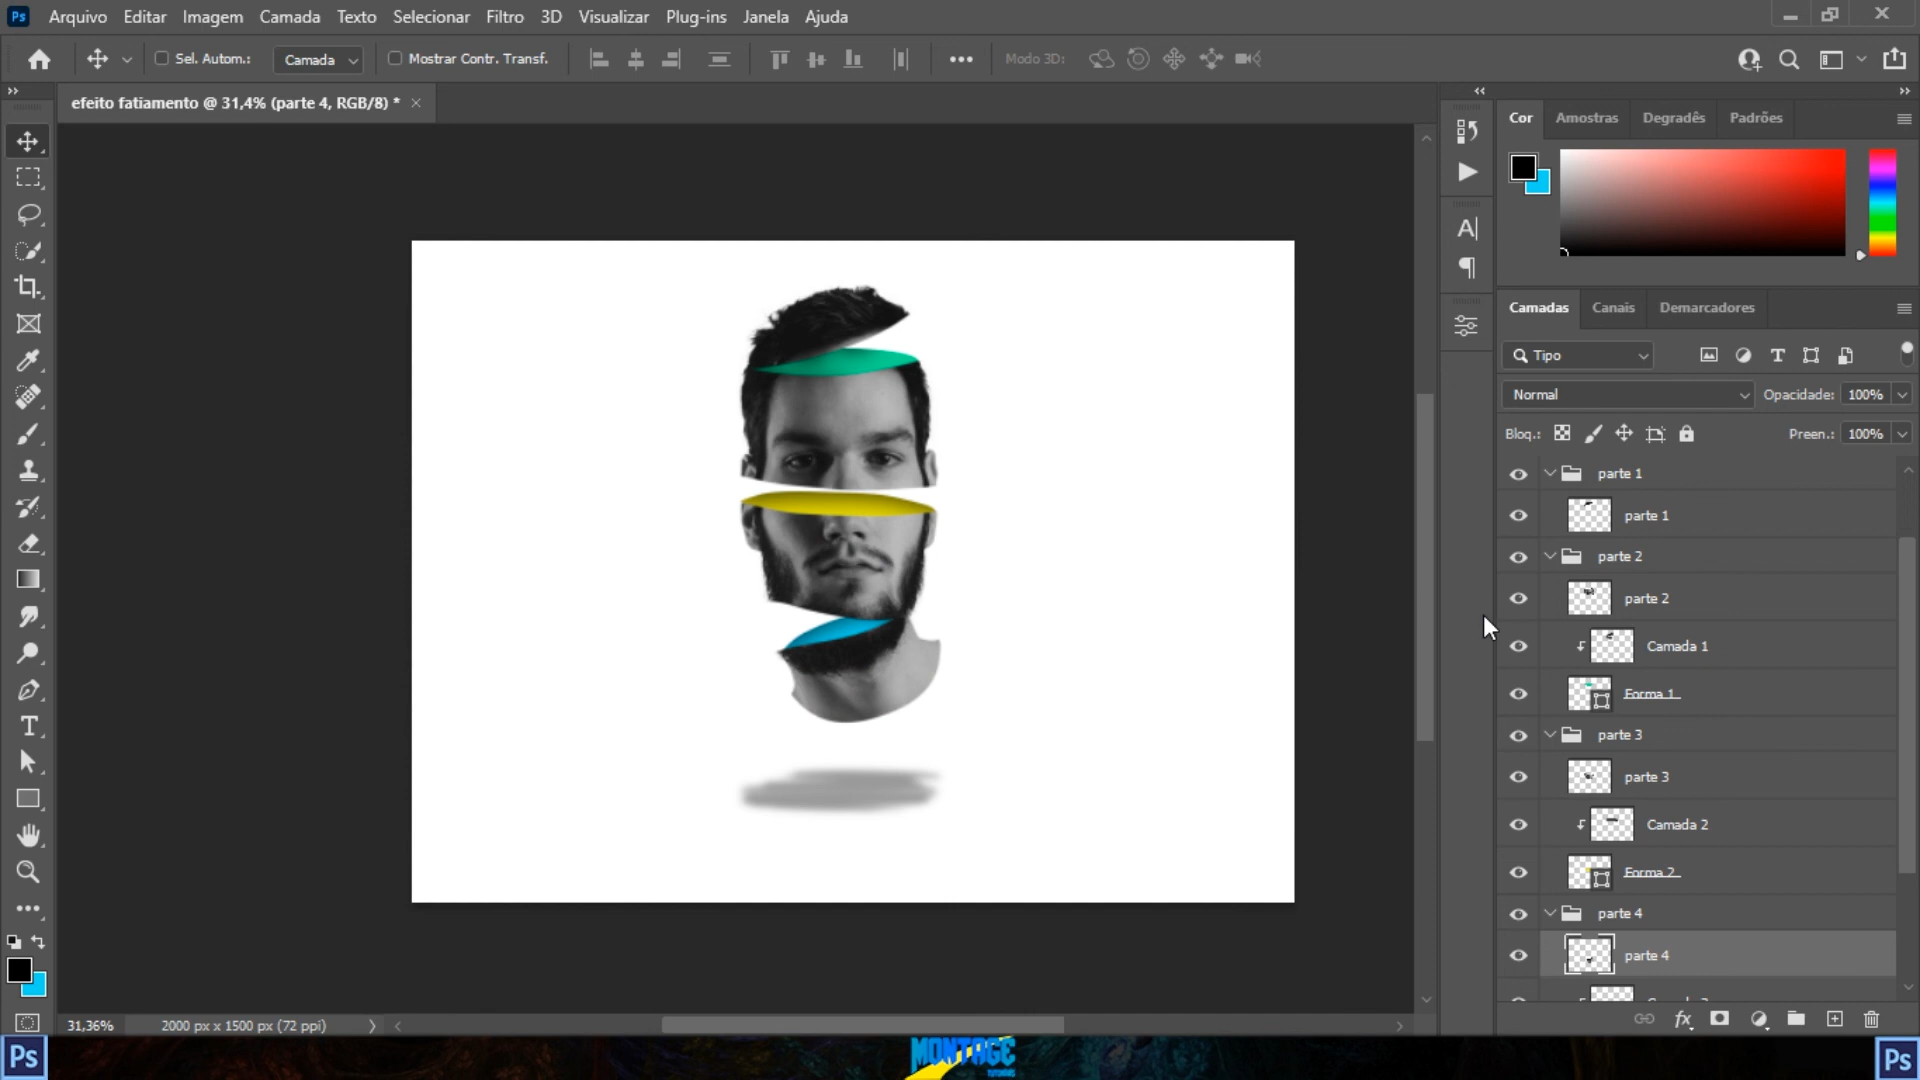 Ps Arquivo Editar Imagem Camada Texto Selecionar Filtro 3D Visualizar Plug-ins Janela Ajuda
Sel. Autom.: Camada Mostrar Contr. Transf. Modo 3D:
efeito fatiamento @ 31,4% (parte 4, RGB/8) *
Cor Amostras Degradês Padrões
Camadas Canais Demarcadores
Tipo
Normal Opacidade: 100%
Bloq.: Preen.: 100%
parte 1
parte 1
parte 2
parte 2
Camada 1
Forma 1
parte 3
parte 3
Camada 2
Forma 2
parte 4
parte 4
31,36% 2000 px x 1500 px (72 ppi)
Ps MONTAGE Ps
TUTORIAIS